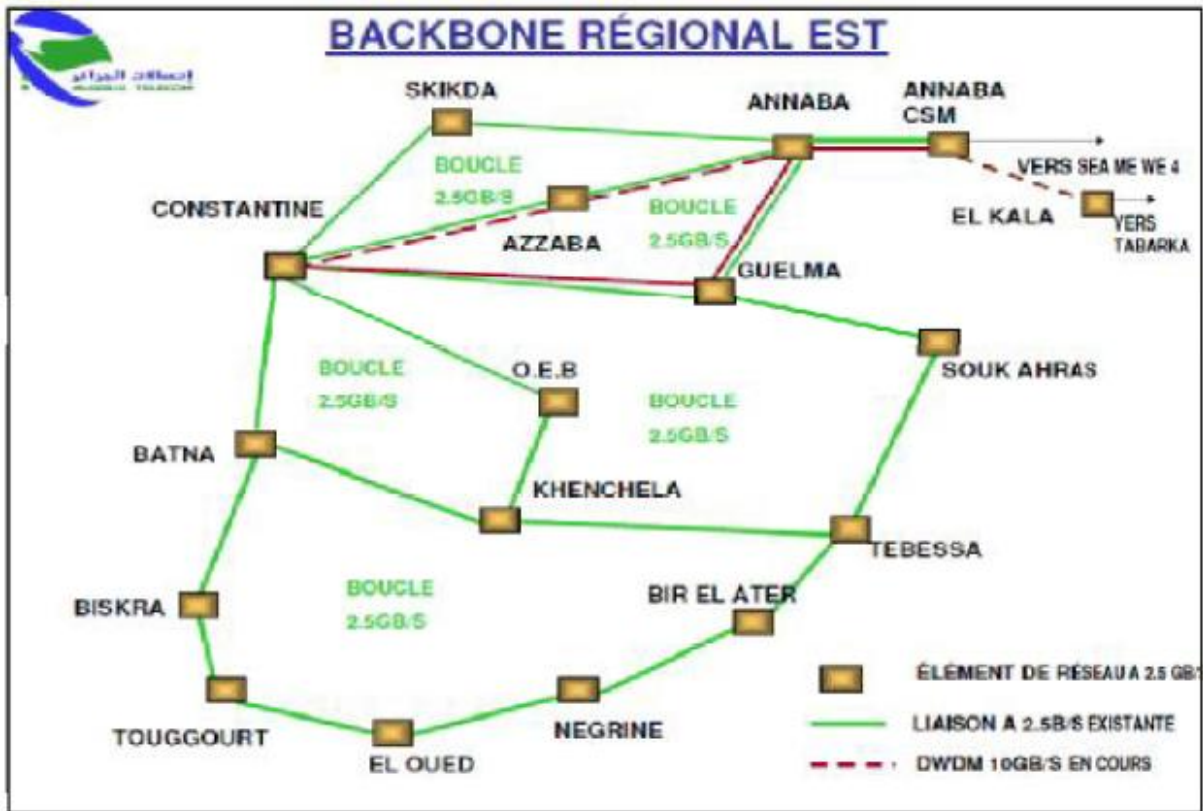 BACKBONE RÉGIONAL EST
إتصالات الجزائر
SKIKDA
ANNABA
ANNABA
CSM
BOUCLE
2.5GB/S
VERS SEA ME WE 4
CONSTANTINE
AZZABA
BOUCLE
2.5GB/S
EL KALA
VERS
TABARKA
GUELMA
BOUCLE
2.5GB/S
O.E.B
BOUCLE
2.5GB/S
SOUK AHRAS
BATNA
KHENCHELA
TEBESSA
BOUCLE
2.5GB/S
BISKRA
BIR EL ATER
ÉLÉMENT DE RÉSEAU A 2.5 GB/
NEGRINE
LIAISON A 2.5B/S EXISTANTE
TOUGGOURT
EL OUED
DWDM 10GB/S EN COURS